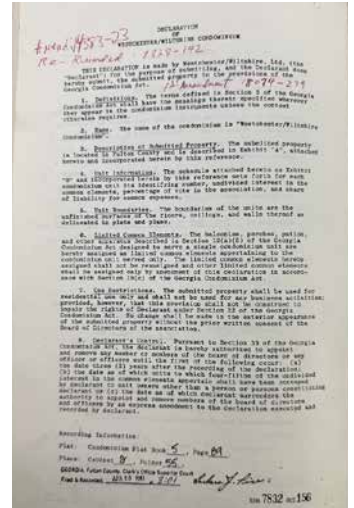 DECLARATION
OF
WESTCHESTER/WILTSHIRE CONDOMINIUM
Re-Recorded 1828-142
1st Amendment 18074-279
THIS DECLARATION is made by Westchester/Wiltshire, Ltd. (the
"Declarant") for the purpose of submitting, and the Declarant does
hereby submit, the submitted property to the provisions of the
Georgia Condominium Act.
1. Definitions. The terms defined in Section 3 of the Georgia
Condominium Act shall have the meanings therein specified wherever
they appear in the condominium instruments unless the context
otherwise requires.
2. Name. The name of the condominium is "Westchester/Wiltshire
Condominium".
3. Description of Submitted Property. The submitted property
is located in Fulton County and is described in Exhibit "A", attached
hereto and incorporated herein by this reference.
4. Unit Information. The schedule attached hereto as Exhibit
"B" and incorporated herein by this reference sets forth for each
condominium unit its identifying number, undivided interest in the
common elements, percentage of vote in the association, and share
of liability for common expenses.
5. Unit Boundaries. The boundaries of the units are the
unfinished surfaces of the floors, ceilings, and walls thereof as
delineated in plats and plans.
6. Limited Common Elements. The balconies, porches, patios,
and other apparatus described in Section of the Georgia
Condominium Act designed to serve a single condominium unit are
hereby assigned as limited common elements appertaining to the
condominium unit served only. The limited common elements hereby
assigned shall not be reassigned and other limited common elements
shall be assigned only by amendment of this declaration in accord-
ance with Section of the Georgia Condominium Act.
7. Use Restrictions. The submitted property shall be used for
residential use only and shall not be used for any business activities;
provided, however, that this provision shall not be construed to
impair the rights of Declarant under Section 33 of the Georgia
Condominium Act. No change shall be made in the exterior appearance
of the submitted property without the prior written consent of the
Board of Directors of the association.
8. Declarant's Control. Pursuant to Section 39 of the Georgia
Condominium Act, the declarant is hereby authorized to appoint
and remove any member or members of the board of directors or any
officer or officers until the first of the following occur: (a)
the date three (3) years after the recording of the declaration;
(b) the date as of which units to which four-fifths of the undivided
interest in the common elements appertain shall have been conveyed
by declarant to unit owners other than a person or persons constituting
declarant or (c) the date as of which declarant surrenders the
authority to appoint and remove members of the board of directors
and officers by an express amendment to the declaration executed and
recorded by declarant.
Recording Information:
Plat: Condominium Plat Book 5, Page
Plans: Cabinet, Folder
GEORGIA, Fulton County, Clerk's Office Superior Court
Filed & Recorded
7832 156